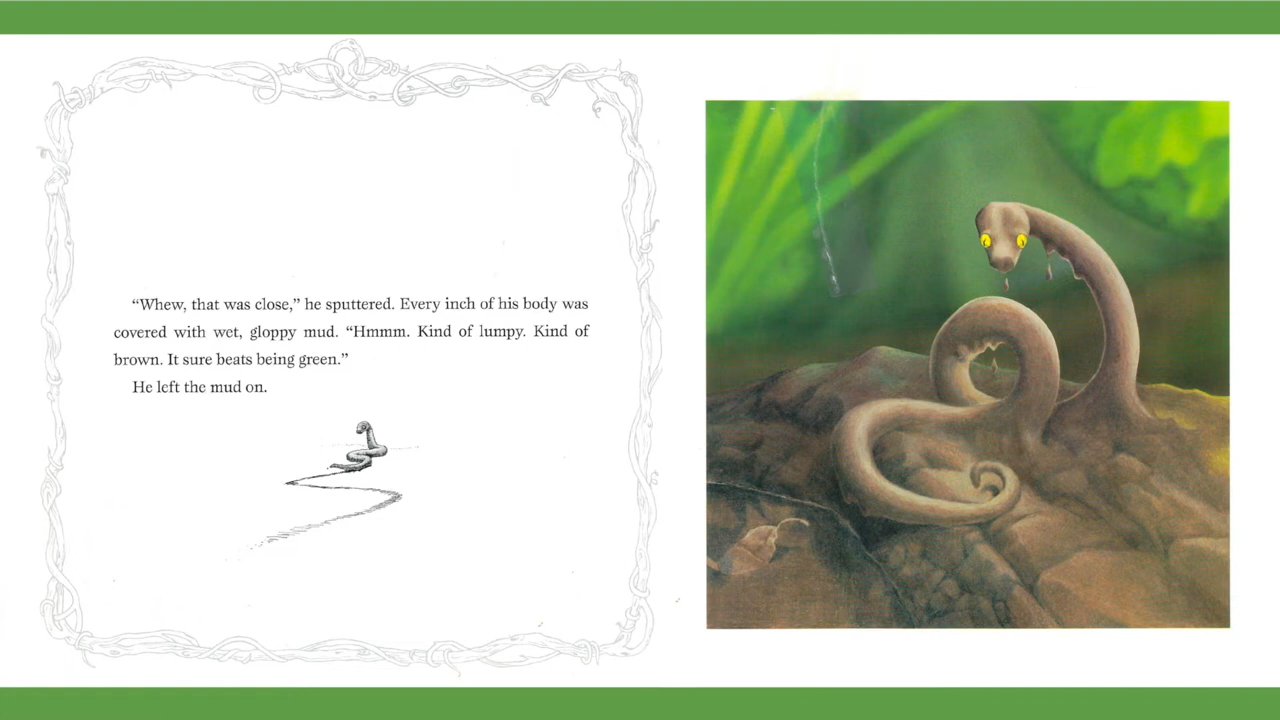 “Whew, that was close,” he sputtered. Every inch of his body was
covered with wet, gloppy mud. “Hmmm. Kind of lumpy. Kind of
brown. It sure beats being green.”
He left the mud on.